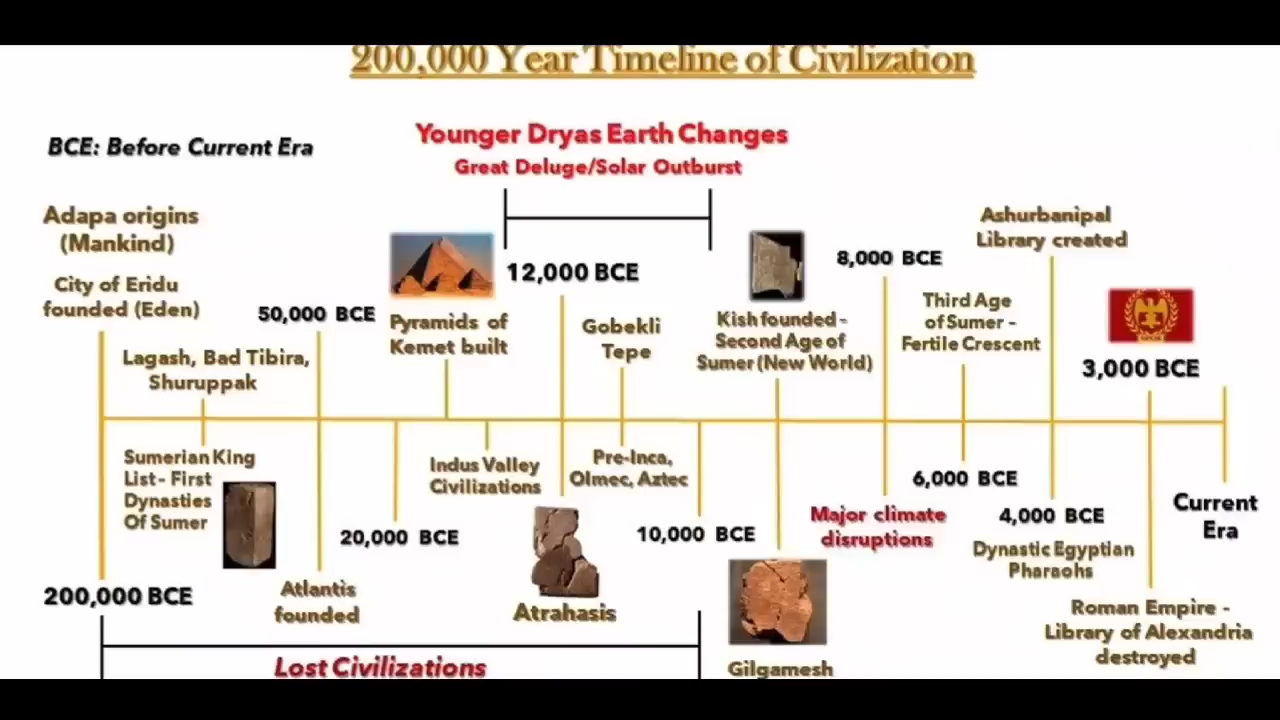 200,000 Year Timeline of Civilization
BCE: Before Current Era
Younger Dryas Earth Changes
Great Deluge/Solar Outburst
Adapa origins
(Mankind)
City of Eridu
founded (Eden)
Lagash, Bad Tibira,
Shuruppak
50,000 BCE
Pyramids of
Kemet built
12,000 BCE
Gobekli
Tepe
Kish founded -
Second Age of
Sumer (New World)
8,000 BCE
Third Age
of Sumer -
Fertile Crescent
Ashurbanipal
Library created
3,000 BCE
Sumerian King
List - First
Dynasties
Of Sumer
200,000 BCE
Atlantis
founded
20,000 BCE
Indus Valley
Civilizations
Atrahasis
Pre-Inca,
Olmec, Aztec
10,000 BCE
Gilgamesh
Major climate
disruptions
6,000 BCE
4,000 BCE
Dynastic Egyptian
Pharaohs
Roman Empire -
Library of Alexandria
destroyed
Current
Era
Lost Civilizations